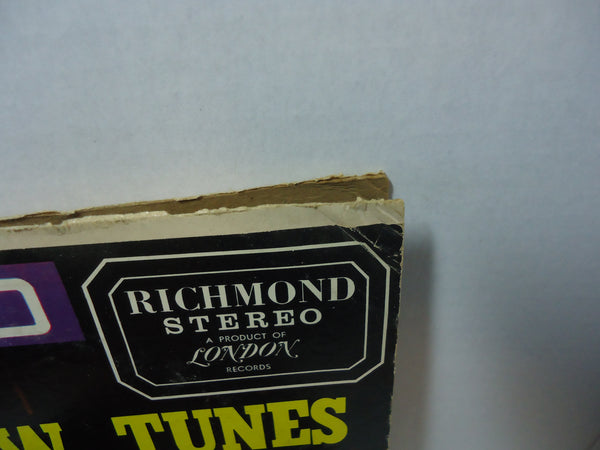 RICHMOND
STEREO
A PRODUCT OF
LONDON
RECORDS
TUNES